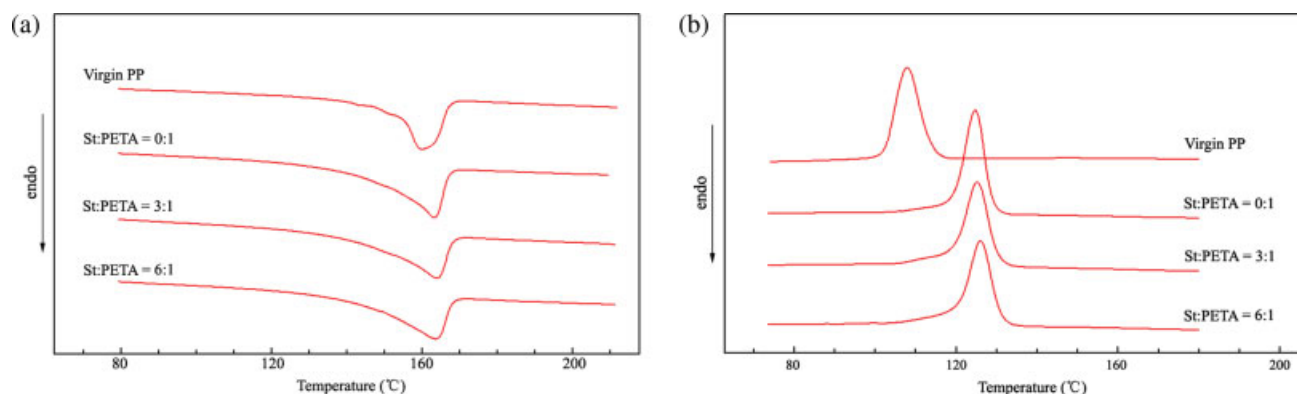 (a)
Virgin PP
St:PETA = 0:1
St:PETA = 3:1
St:PETA = 6:1
endo
80
120
160
200
Temperature (℃)
(b)
Virgin PP
St:PETA = 0:1
St:PETA = 3:1
St:PETA = 6:1
endo
80
120
160
200
Temperature (℃)